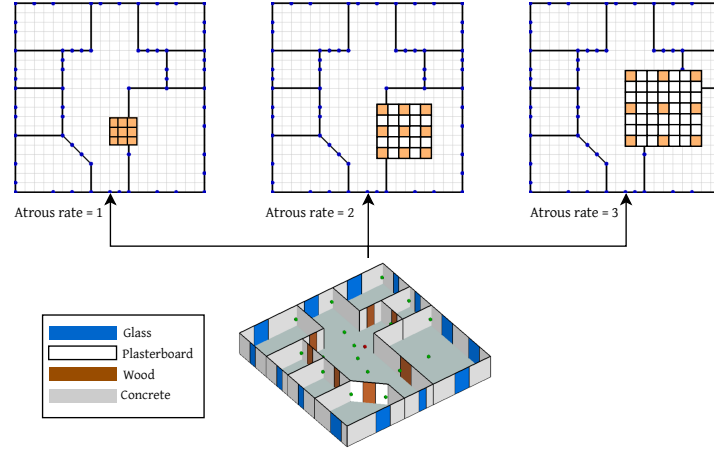 Atrous rate = 1
Atrous rate = 2
Atrous rate = 3
Glass
Plasterboard
Wood
Concrete